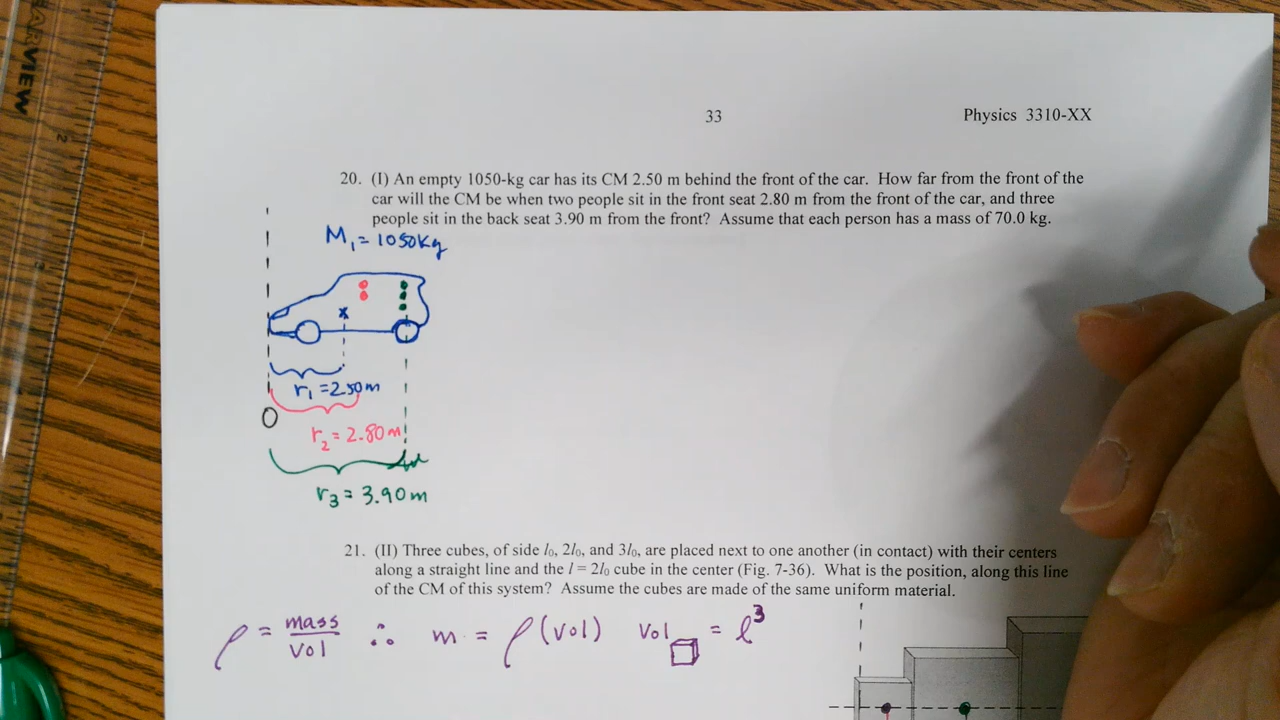 EARVIEW
2
33 Physics 3310-XX
20. (I) An empty 1050-kg car has its CM 2.50 m behind the front of the car. How far from the front of the
car will the CM be when two people sit in the front seat 2.80 m from the front of the car, and three
people sit in the back seat 3.90 m from the front? Assume that each person has a mass of 70.0 kg.
M₁ = 1050Kg
x
r₁ = 2.50m
O
r₂ = 2.80m
r₃ = 3.90m
21. (II) Three cubes, of side l₀, 2l₀, and 3l₀, are placed next to one another (in contact) with their centers
along a straight line and the l = 2l₀ cube in the center (Fig. 7-36). What is the position, along this line
of the CM of this system? Assume the cubes are made of the same uniform material.
ρ = mass/vol ∴ m = ρ(vol) vol = l³